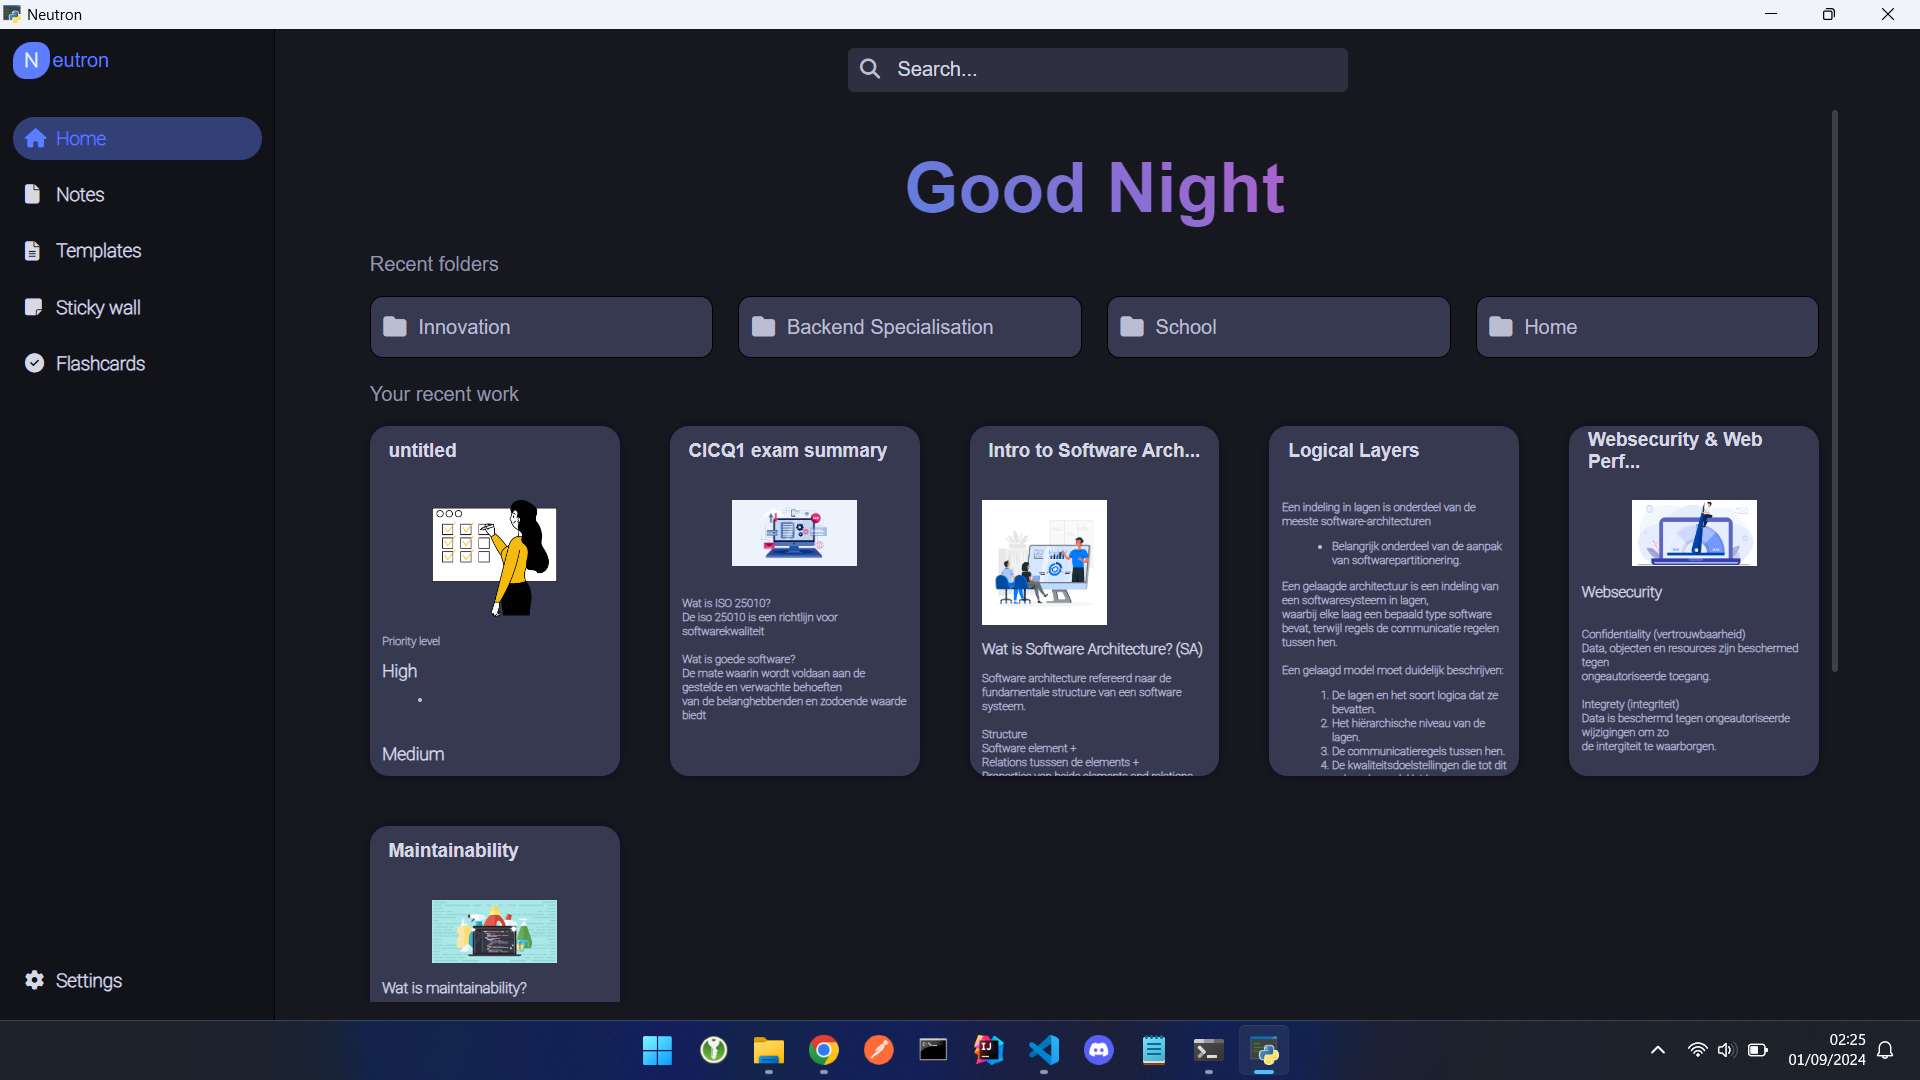 Neutron
N eutron
Search...
Home
Notes
Templates
Sticky wall
Flashcards
Settings
Good Night
Recent folders
Innovation
Backend Specialisation
School
Home
Your recent work
untitled
Priority level
High
•
Medium
CICQ1 exam summary
Wat is ISO 25010?
De iso 25010 is een richtlijn voor
softwarekwaliteit
Wat is goede software?
De mate waarin wordt voldaan aan de
gestelde en verwachte behoeften
van de belanghebbenden en zodoende waarde
biedt
Intro to Software Arch...
Wat is Software Architecture? (SA)
Software architecture refereerd naar de
fundamentale structure van een software
systeem.
Structure
Software element +
Relations tusssen de elements +
Properties van beide elements and relations
Logical Layers
Een indeling in lagen is onderdeel van de
meeste software-architecturen
• Belangrijk onderdeel van de aanpak
van softwarepartitionering.
Een gelaagde architectuur is een indeling van
een softwaresysteem in lagen,
waarbij elke laag een bepaald type software
bevat, terwijl regels de communicatie regelen
tussen hen.
Een gelaagd model moet duidelijk beschrijven:
1. De lagen en het soort logica dat ze
bevatten.
2. Het hiërarchische niveau van de
lagen.
3. De communicatieregels tussen hen.
4. De kwaliteitsdoelstellingen die tot dit
Websecurity & Web
Perf...
Websecurity
Confidentiality (vertrouwbaarheid)
Data, objecten en resources zijn beschermed
tegen
ongeautoriseerde toegang.
Integrety (integriteit)
Data is beschermd tegen ongeautoriseerde
wijzigingen om zo
de intergiteit te waarborgen.
Maintainability
Wat is maintainability?
02:25
01/09/2024